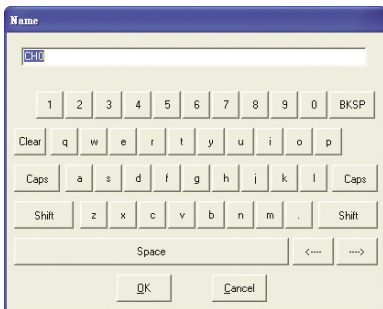 Name
CH0
1 2 3 4 5 6 7 8 9 0 BKSP
Clear q w e r t y u i o p
Caps a s d f g h j k l Caps
Shift z x c v b n m . Shift
Space <---- ---->
OK Cancel